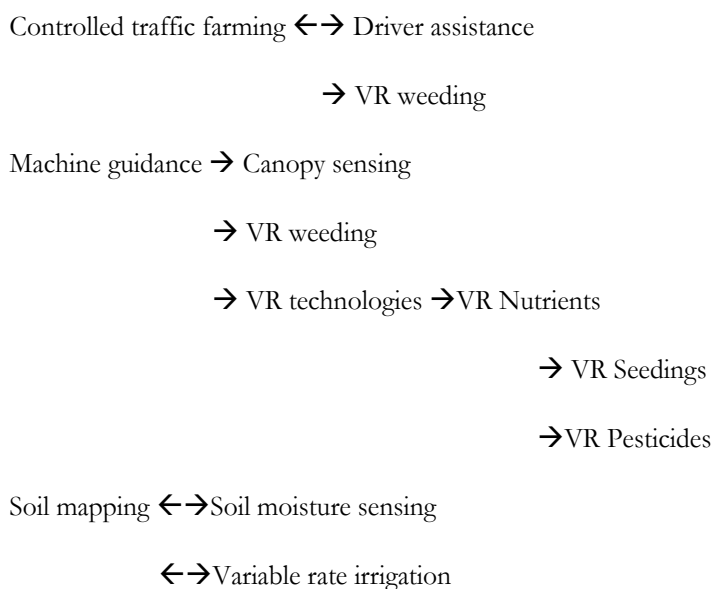 Controlled traffic farming ←→ Driver assistance
→ VR weeding
Machine guidance → Canopy sensing
→ VR weeding
→ VR technologies →VR Nutrients
→ VR Seedings
→VR Pesticides
Soil mapping ←→Soil moisture sensing
←→Variable rate irrigation